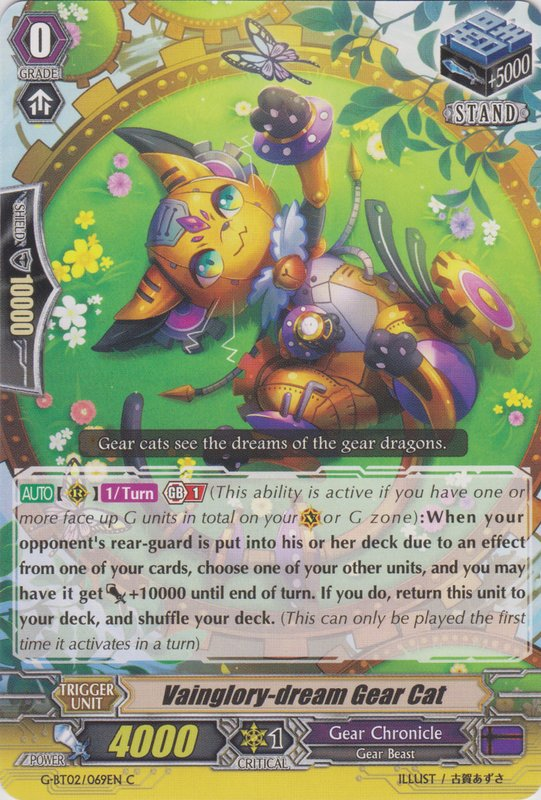 0
GRADE
+5000
STAND
SHIELD
10000
Gear cats see the dreams of the gear dragons.
AUTO 【 R 】 1/Turn GB 1 (This ability is active if you have one or
more face up G units in total on your V or G zone):When your
opponent's rear-guard is put into his or her deck due to an effect
from one of your cards, choose one of your other units, and you may
have it get +10000 until end of turn. If you do, return this unit to
your deck, and shuffle your deck. (This can only be played the first
time it activates in a turn)
TRIGGER
UNIT
Vainglory-dream Gear Cat
POWER
4000
1
CRITICAL
Gear Chronicle
Gear Beast
G-BT02/069EN C
ILLUST / 古賀あずさ